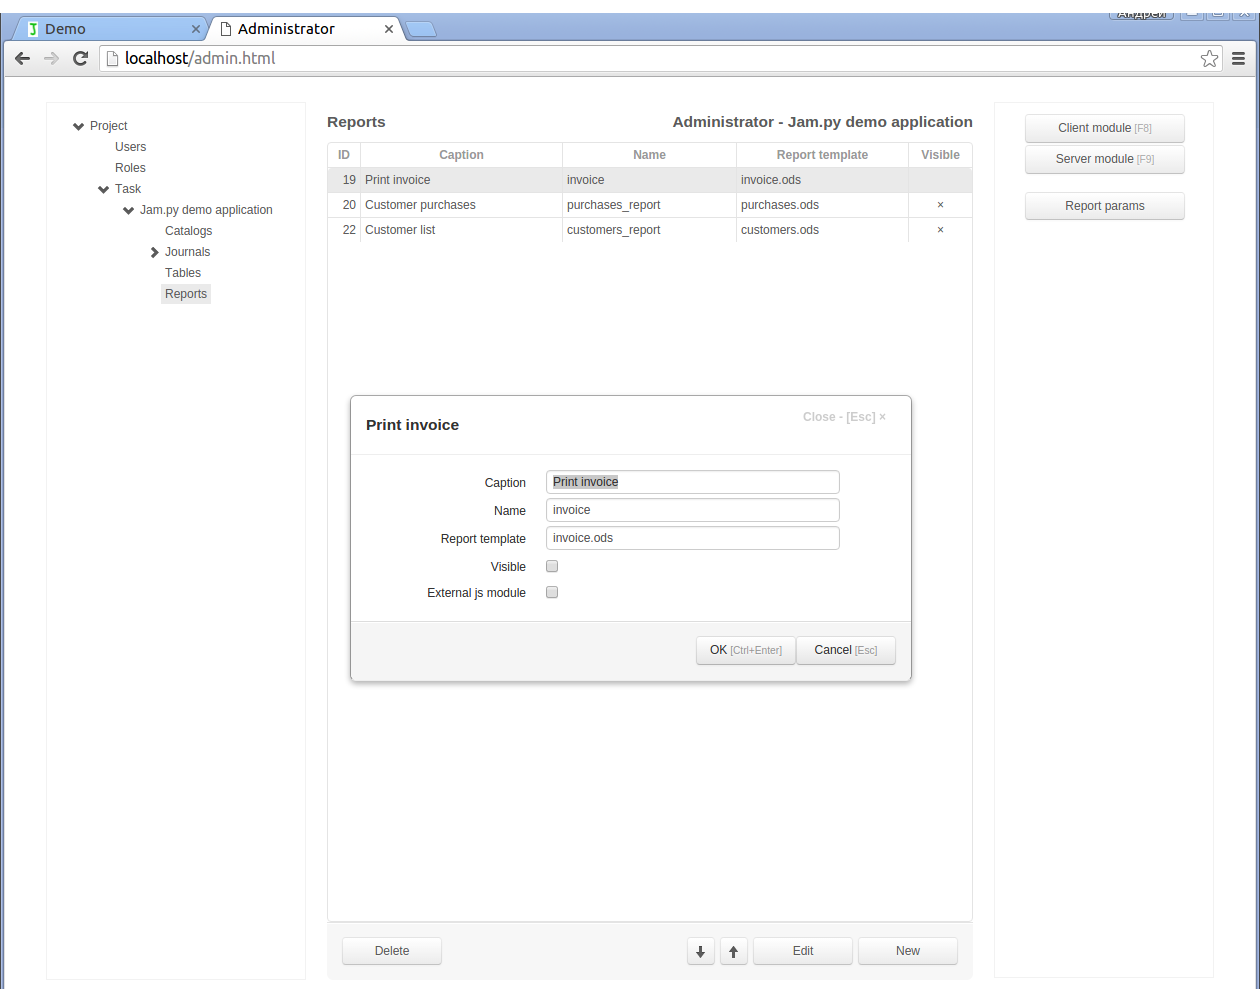 Андрей
Demo
Administrator
localhost/admin.html
Project
Users
Roles
Task
Jam.py demo application
Catalogs
Journals
Tables
Reports
Reports Administrator - Jam.py demo application
ID Caption Name Report template Visible
19 Print invoice invoice invoice.ods
20 Customer purchases purchases_report purchases.ods ×
22 Customer list customers_report customers.ods ×
Print invoice Close - [Esc] ×
Caption Print invoice
Name invoice
Report template invoice.ods
Visible
External js module
OK [Ctrl+Enter] Cancel [Esc]
Delete Edit New
Client module [F8]
Server module [F9]
Report params